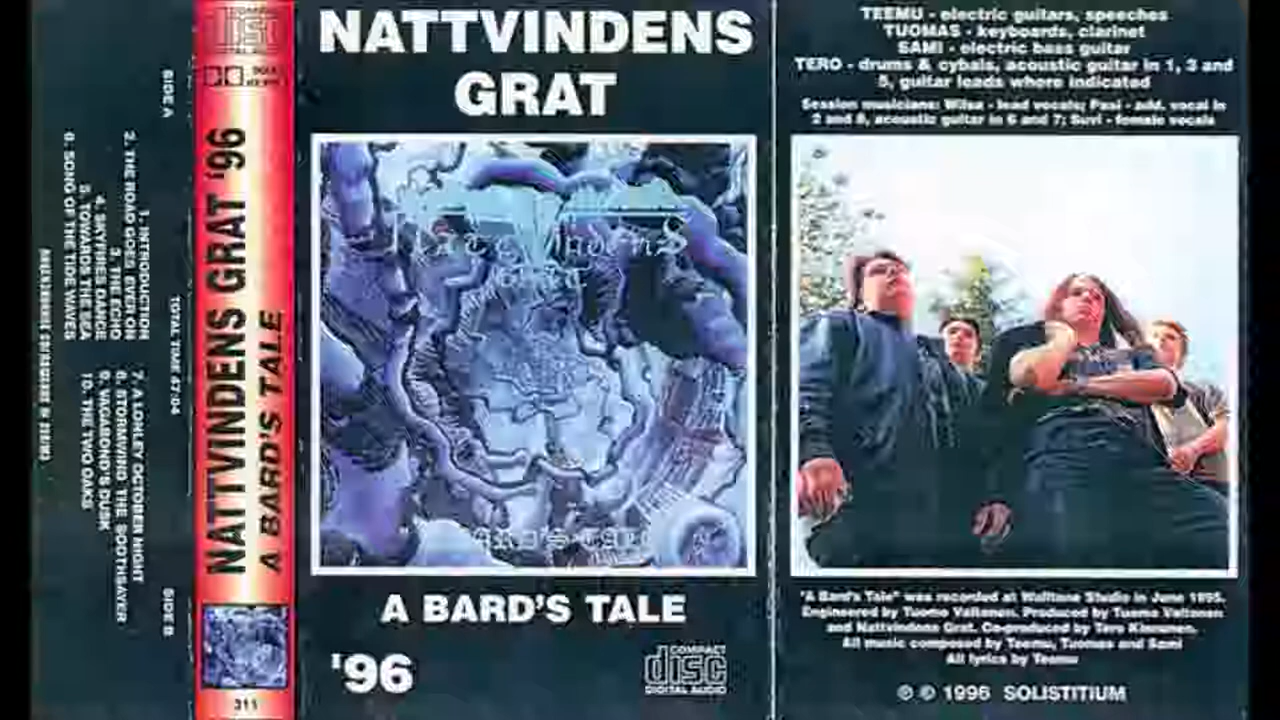 SIDE A
1. INTRODUCTION
2. THE ROAD GOES EVER ON
3. THE ECHO
4. SKYFIRES DANCE
5. TOWARDS THE SEA
6. SONG OF THE TIDE WAVES
TOTAL TIME 47'04
SIDE B
7. A LONLEY OCTOBER NIGHT
8. STORMWIND THE SOOTHSAYER
9. VAGABOND'S DUSK
10. THE TWO OAKS
COMPACT
disc
NATTVINDENS GRAT '96
A BARD'S TALE
311
NATTVINDENS
GRAT
NattvindenS
GRAT
A BARD'S TALE
'96
COMPACT
disc
DIGITAL AUDIO
TEEMU - electric guitars, speeches
TUOMAS - keyboards, clarinet
SAMI - electric bass guitar
TERO - drums & cybals, acoustic guitar in 1, 3 and
5, guitar leads where indicated
Session musicians: Wilsa - lead vocals; Pasi - add. vocal in
2 and 8, acoustic guitar in 6 and 7; Suvi - female vocals
"A Bard's Tale" was recorded at Walltone Studio in June 1995.
Engineered by Tuomo Valtonen. Produced by Tuomo Valtonen
and Nattvindens Grat. Co-produced by Tero Kinnunen.
All music composed by Teemu, Tuomas and Sami
All lyrics by Teemu
℗ © 1996 SOLISTITIUM